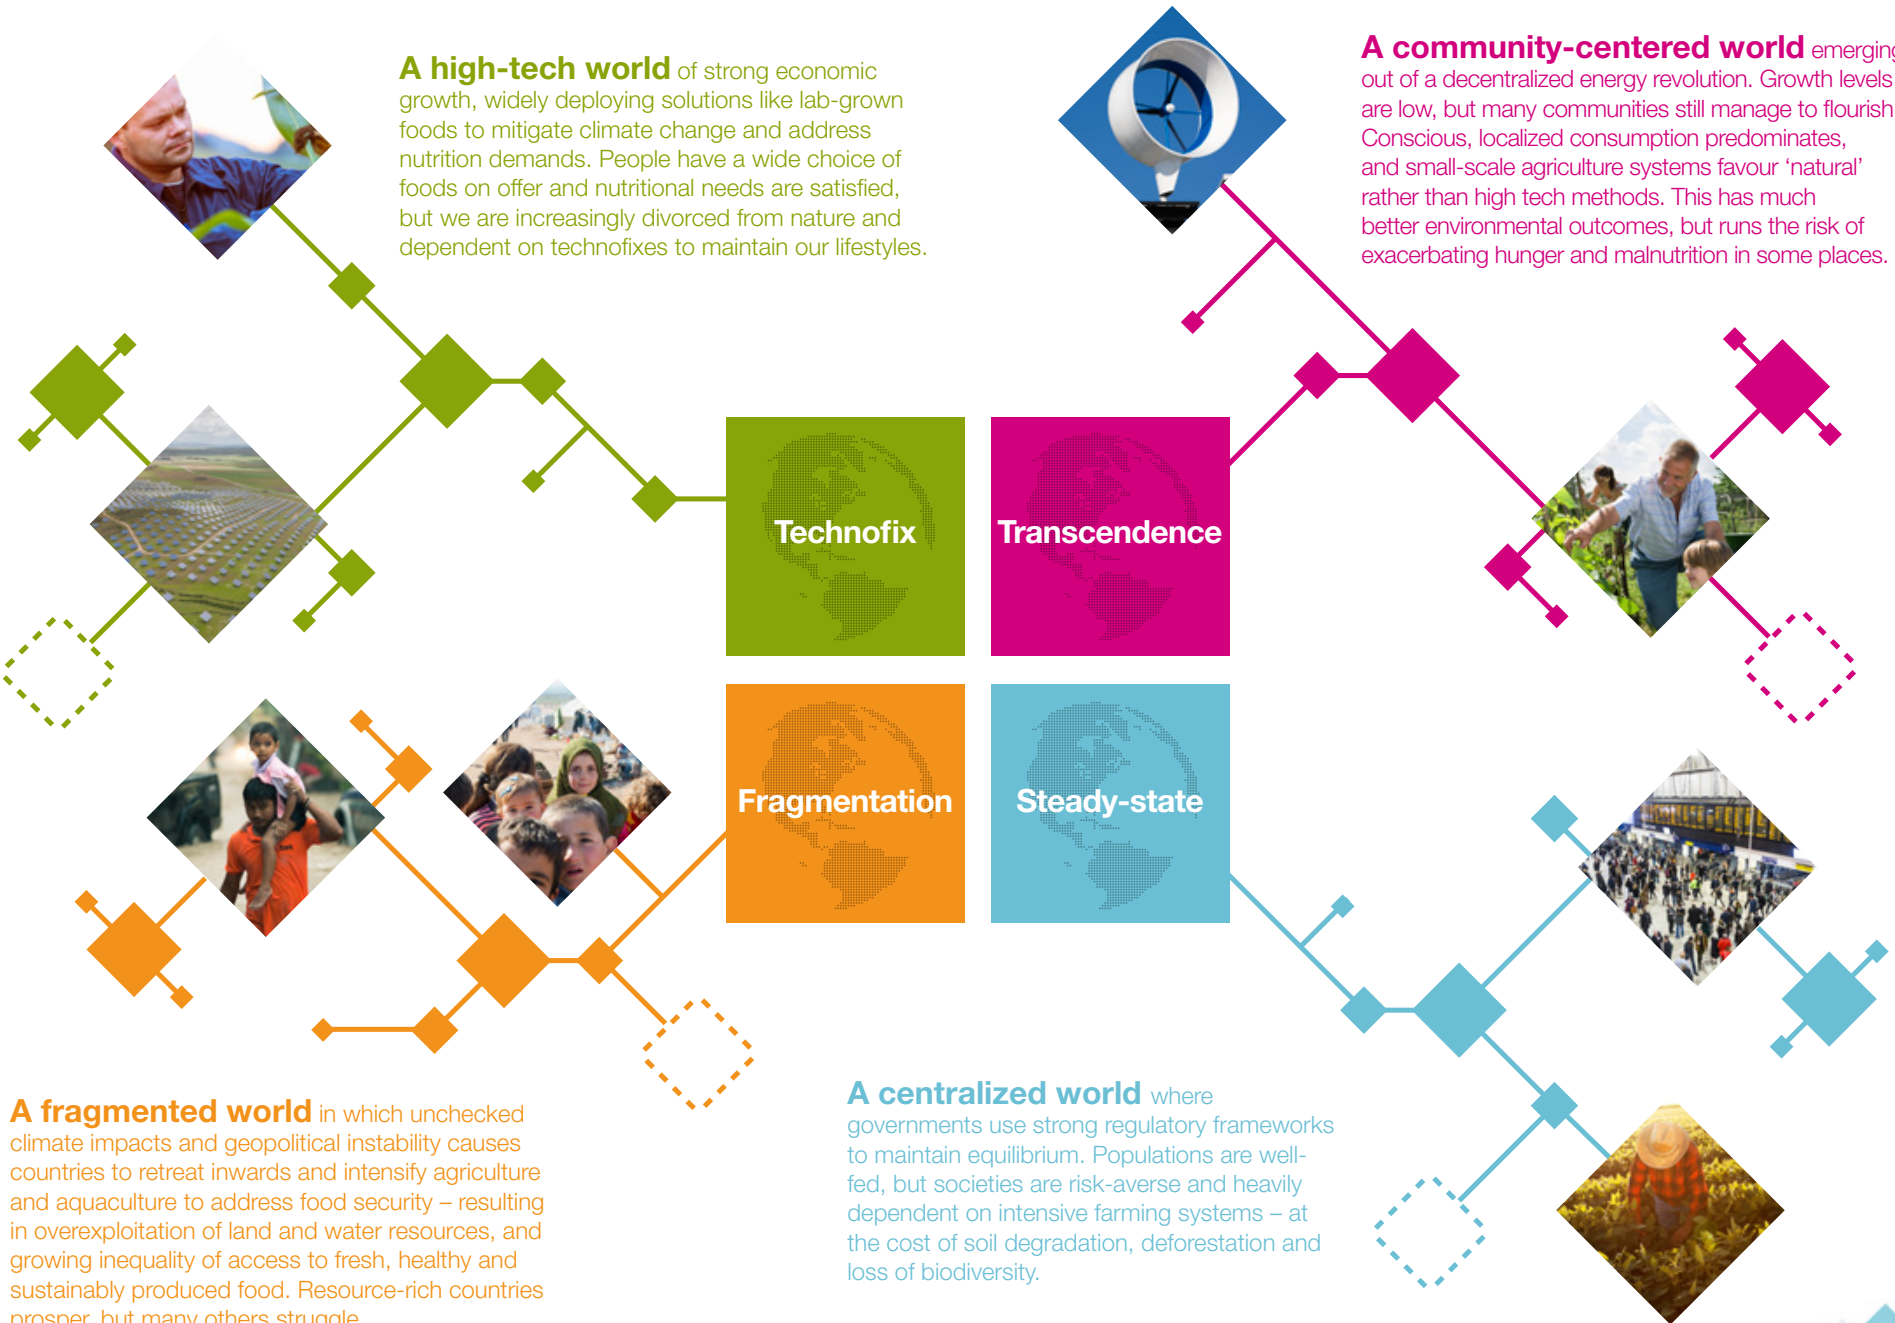 A high-tech world of strong economic
growth, widely deploying solutions like lab-grown
foods to mitigate climate change and address
nutrition demands. People have a wide choice of
foods on offer and nutritional needs are satisfied,
but we are increasingly divorced from nature and
dependent on technofixes to maintain our lifestyles.
A community-centered world emerging
out of a decentralized energy revolution. Growth levels
are low, but many communities still manage to flourish
Conscious, localized consumption predominates,
and small-scale agriculture systems favour ‘natural’
rather than high tech methods. This has much
better environmental outcomes, but runs the risk of
exacerbating hunger and malnutrition in some places.
Technofix
Transcendence
Fragmentation
Steady-state
A fragmented world in which unchecked
climate impacts and geopolitical instability causes
countries to retreat inwards and intensify agriculture
and aquaculture to address food security – resulting
in overexploitation of land and water resources, and
growing inequality of access to fresh, healthy and
sustainably produced food. Resource-rich countries
prosper, but many others struggle
A centralized world where
governments use strong regulatory frameworks
to maintain equilibrium. Populations are well-
fed, but societies are risk-averse and heavily
dependent on intensive farming systems – at
the cost of soil degradation, deforestation and
loss of biodiversity.